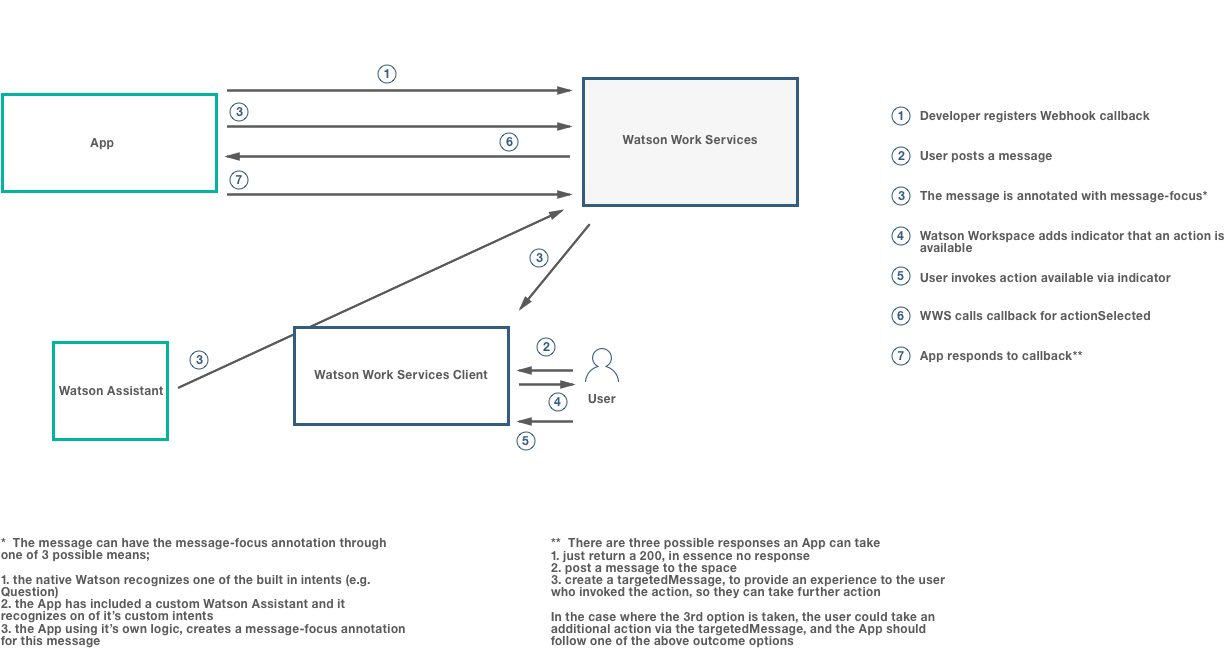 1
App
3
6
7
Watson Work Services
3
3
Watson Assistant
Watson Work Services Client
2
4
5
User
1 Developer registers Webhook callback
2 User posts a message
3 The message is annotated with message-focus*
4 Watson Workspace adds indicator that an action is
available
5 User invokes action available via indicator
6 WWS calls callback for actionSelected
7 App responds to callback**
* The message can have the message-focus annotation through
one of 3 possible means;
1. the native Watson recognizes one of the built in intents (e.g.
Question)
2. the App has included a custom Watson Assistant and it
recognizes on of it's custom intents
3. the App using it's own logic, creates a message-focus annotation
for this message
** There are three possible responses an App can take
1. just return a 200, in essence no response
2. post a message to the space
3. create a targetedMessage, to provide an experience to the user
who invoked the action, so they can take further action
In the case where the 3rd option is taken, the user could take an
additional action via the targetedMessage, and the App should
follow one of the above outcome options